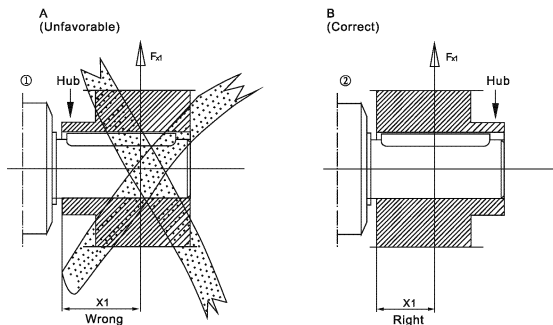 A
(Unfavorable)
B
(Correct)
Fx1
Fx1
①
Hub
②
Hub
X1
Wrong
X1
Right